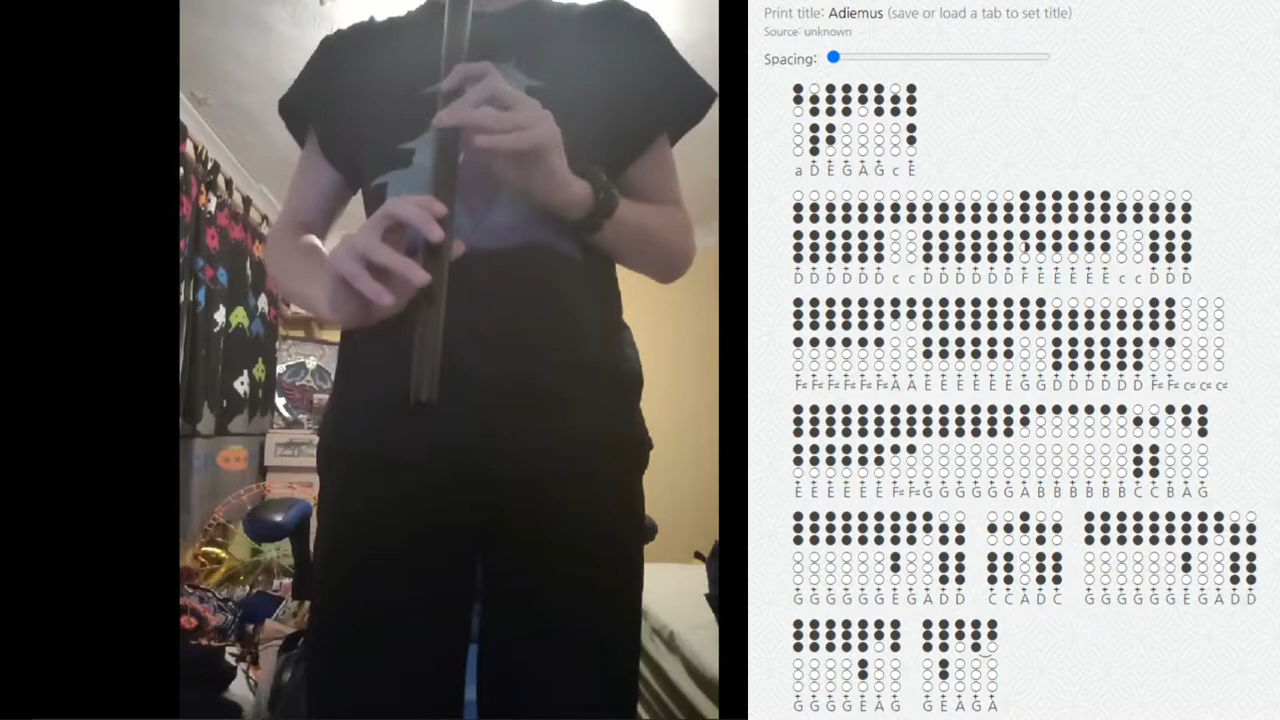 Print title: Adiemus (save or load a tab to set title)
Source: unknown
Spacing:
a D E G A G c E
D D D D D D c c D D D D D D F E E E E E c c D D D
F♯ F♯ F♯ F♯ F♯ F♯ A A E E E E E E G G D D D D D D F♯ F♯ c♯ c♯ c♯
E E E E E E F♯ F♯ G G G G G G A B B B B B B C C B A G
G G G G G G E G A D D C C A D C G G G G G G E G A D D
G G G G E A G G E A G A